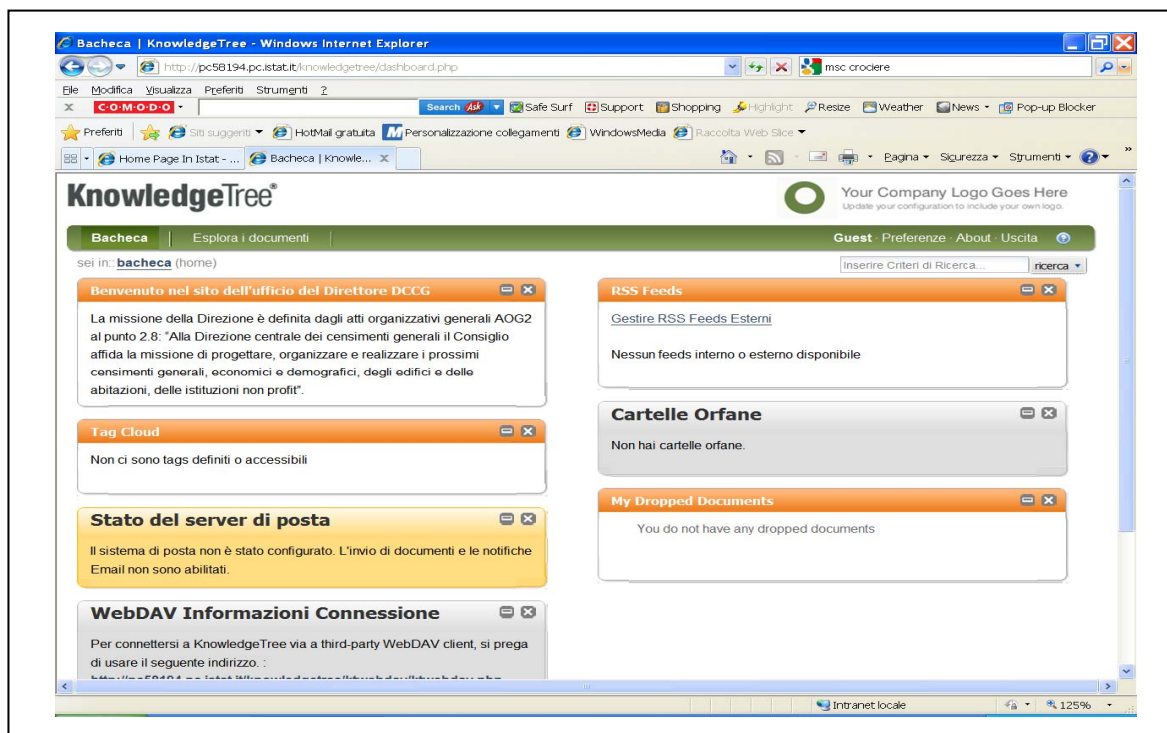 Bacheca | KnowledgeTree - Windows Internet Explorer
http://pc58194.pc.istat.it/knowledgetree/dashboard.php
msc crociere
File Modifica Visualizza Preferiti Strumenti ?
X COMODO Search Ask Safe Surf Support Shopping Highlight Resize Weather News Pop-up Blocker
Preferiti Siti suggeriti HotMail gratuita Personalizzazione collegamenti WindowsMedia Raccolta Web Slice
Home Page In Istat - ... Bacheca | Knowle... X Pagina Sicurezza Strumenti »
KnowledgeTree®
Your Company Logo Goes Here
Update your configuration to include your own logo.
Bacheca Esplora i documenti Guest · Preferenze · About · Uscita ?
sei in: bacheca (home)
Inserire Criteri di Ricerca... ricerca
Benvenuto nel sito dell'ufficio del Direttore DCCG
La missione della Direzione è definita dagli atti organizzativi generali AOG2
al punto 2.8: “Alla Direzione centrale dei censimenti generali il Consiglio
affida la missione di progettare, organizzare e realizzare i prossimi
censimenti generali, economici e demografici, degli edifici e delle
abitazioni, delle istituzioni non profit”.
Tag Cloud
Non ci sono tags definiti o accessibili
Stato del server di posta
Il sistema di posta non è stato configurato. L'invio di documenti e le notifiche
Email non sono abilitati.
WebDAV Informazioni Connessione
Per connettersi a KnowledgeTree via a third-party WebDAV client, si prega
di usare il seguente indirizzo. :
RSS Feeds
Gestire RSS Feeds Esterni
Nessun feeds interno o esterno disponibile
Cartelle Orfane
Non hai cartelle orfane.
My Dropped Documents
You do not have any dropped documents
Intranet locale 125%